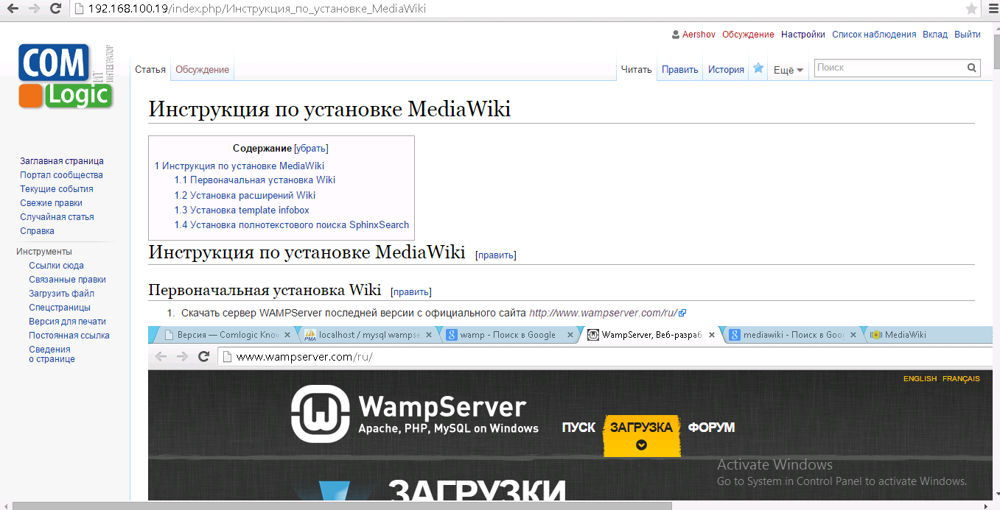 192.168.100.19/index.php/Инструкция_по_установке_MediaWiki
Aershov Обсуждение Настройки Список наблюдения Вклад Выйти
COM
Logic
Статья Обсуждение Читать Править История Ещё Поиск
Инструкция по установке MediaWiki
Содержание [убрать]
1 Инструкция по установке MediaWiki
1.1 Первоначальная установка Wiki
1.2 Установка расширений Wiki
1.3 Установка template infobox
1.4 Установка полнотекстового поиска SphinxSearch
Заглавная страница
Портал сообщества
Текущие события
Свежие правки
Случайная статья
Справка
Инструменты
Ссылки сюда
Связанные правки
Загрузить файл
Спецстраницы
Версия для печати
Постоянная ссылка
Сведения
о странице
Инструкция по установке MediaWiki [править]
Первоначальная установка Wiki [править]
1. Скачать сервер WAMPServer последней версии с официального сайта http://www.wampserver.com/ru/
Версия — Comlogic Know localhost / mysql wampse wamp - Поиск в Google WampServer, Веб-разраб mediawiki - Поиск в Goo MediaWiki
www.wampserver.com/ru/
ENGLISH FRANÇAIS
WampServer
Apache, PHP, MySQL on Windows
ПУСК ЗАГРУЗКА ФОРУМ
Activate Windows
Go to System in Control Panel to activate Windows.
ЗАГРУЗКИ